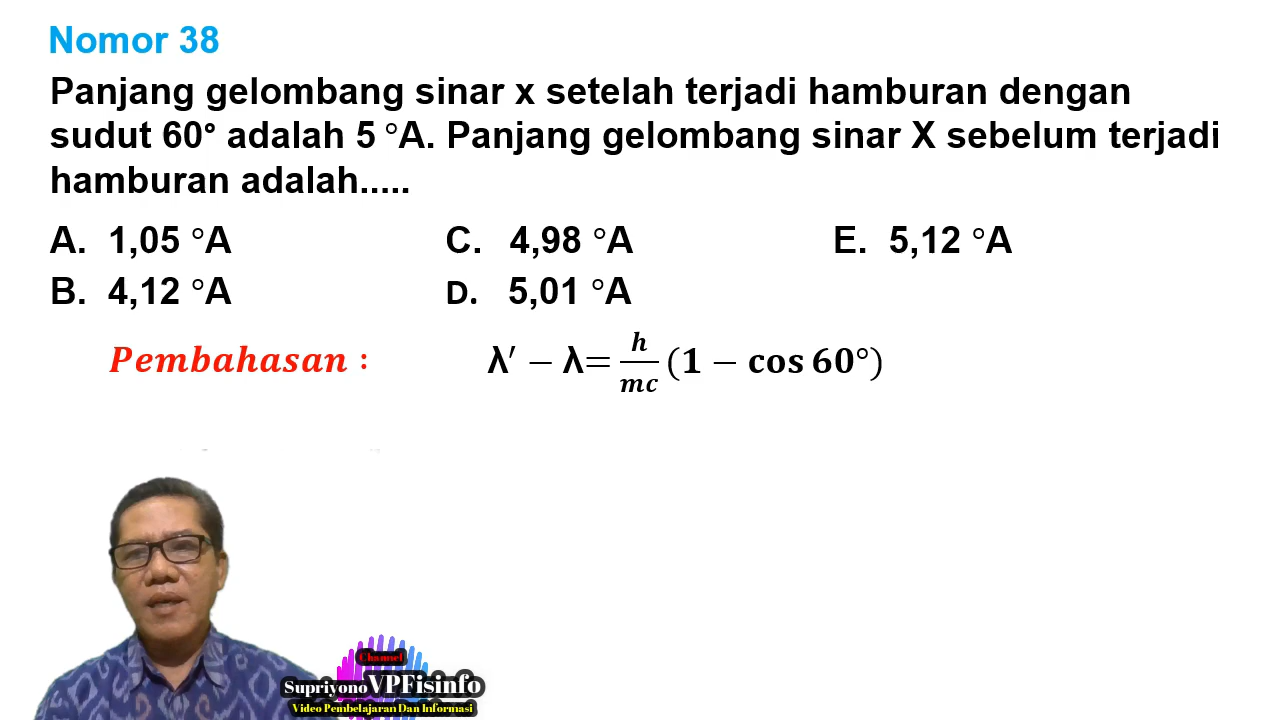 Nomor 38
Panjang gelombang sinar x setelah terjadi hamburan dengan
sudut 60° adalah 5 °A. Panjang gelombang sinar X sebelum terjadi
hamburan adalah.....
A. 1,05 °A C. 4,98 °A E. 5,12 °A
B. 4,12 °A D. 5,01 °A
Pembahasan : λ′ − λ= h/mc (1 − cos 60°)
Channel
SupriyonoVPFisinfo
Video Pembelajaran Dan Informasi